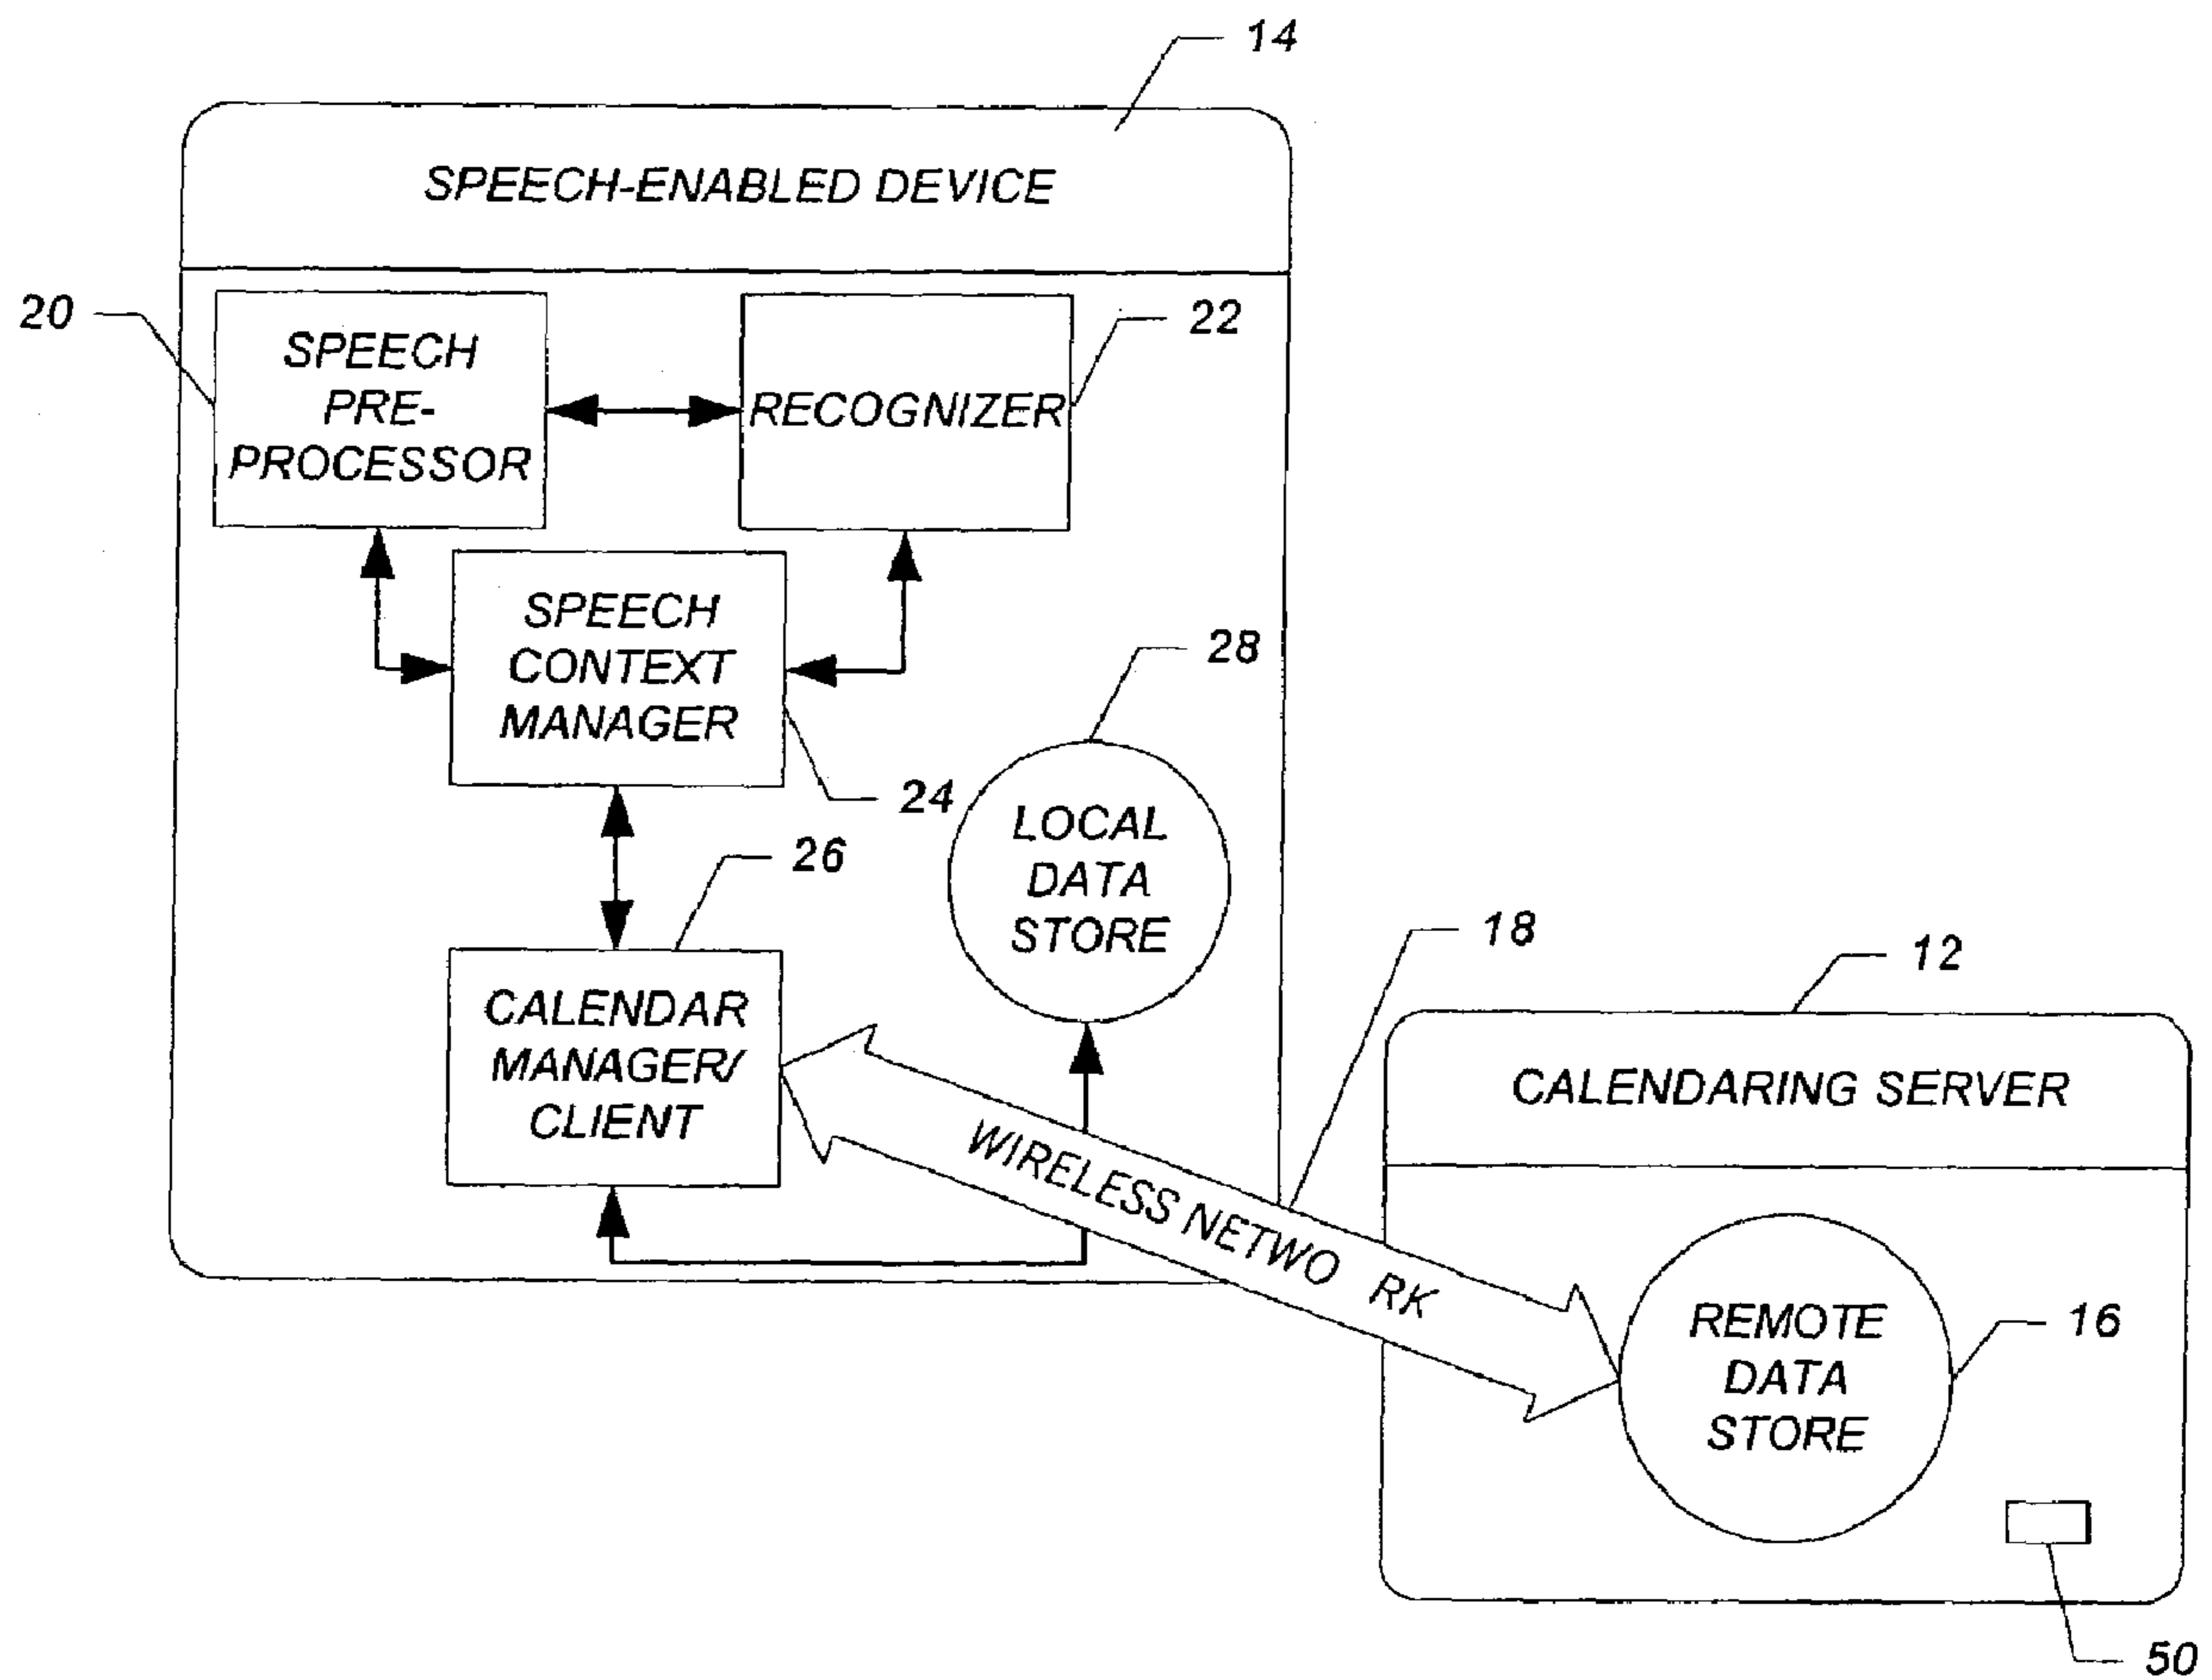 14
SPEECH-ENABLED DEVICE
20
SPEECH
PRE-
PROCESSOR
RECOGNIZER
22
SPEECH
CONTEXT
MANAGER
24
28
LOCAL
DATA
STORE
26
CALENDAR
MANAGER/
CLIENT
18
WIRELESS NETWO RK
12
CALENDARING SERVER
REMOTE
DATA
STORE
16
50